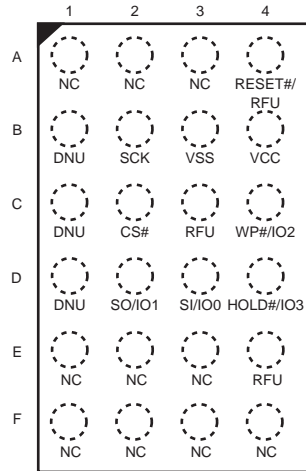 1 2 3 4
A
NC NC NC RESET#/
RFU
B
DNU SCK VSS VCC
C
DNU CS# RFU WP#/IO2
D
DNU SO/IO1 SI/IO0 HOLD#/IO3
E
NC NC NC RFU
F
NC NC NC NC